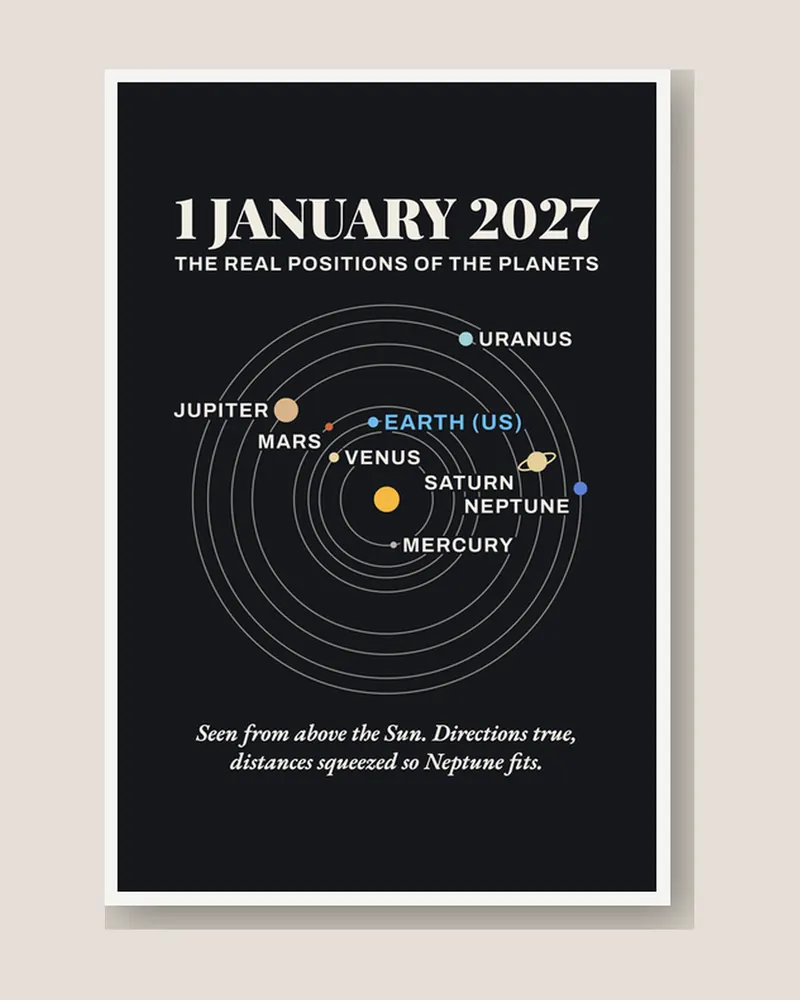 1 JANUARY 2027
THE REAL POSITIONS OF THE PLANETS
URANUS
JUPITER
EARTH (US)
MARS
VENUS
SATURN
NEPTUNE
MERCURY
Seen from above the Sun. Directions true,
distances squeezed so Neptune fits.